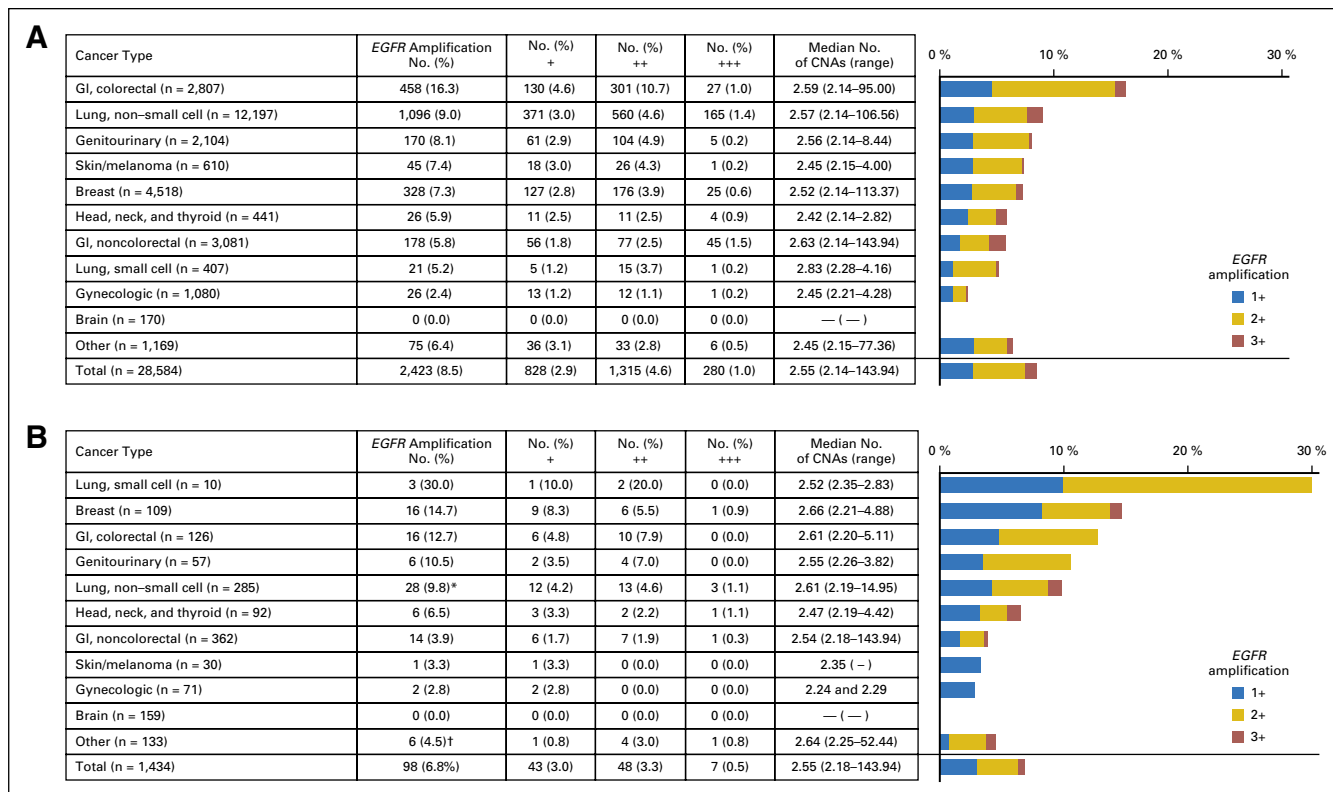 A
Cancer Type | EGFR Amplification No. (%) | No. (%) + | No. (%) ++ | No. (%) +++ | Median No. of CNAs (range)
GI, colorectal (n = 2,807) | 458 (16.3) | 130 (4.6) | 301 (10.7) | 27 (1.0) | 2.59 (2.14–95.00)
Lung, non–small cell (n = 12,197) | 1,096 (9.0) | 371 (3.0) | 560 (4.6) | 165 (1.4) | 2.57 (2.14–106.56)
Genitourinary (n = 2,104) | 170 (8.1) | 61 (2.9) | 104 (4.9) | 5 (0.2) | 2.56 (2.14–8.44)
Skin/melanoma (n = 610) | 45 (7.4) | 18 (3.0) | 26 (4.3) | 1 (0.2) | 2.45 (2.15–4.00)
Breast (n = 4,518) | 328 (7.3) | 127 (2.8) | 176 (3.9) | 25 (0.6) | 2.52 (2.14–113.37)
Head, neck, and thyroid (n = 441) | 26 (5.9) | 11 (2.5) | 11 (2.5) | 4 (0.9) | 2.42 (2.14–2.82)
GI, noncolorectal (n = 3,081) | 178 (5.8) | 56 (1.8) | 77 (2.5) | 45 (1.5) | 2.63 (2.14–143.94)
Lung, small cell (n = 407) | 21 (5.2) | 5 (1.2) | 15 (3.7) | 1 (0.2) | 2.83 (2.28–4.16)
Gynecologic (n = 1,080) | 26 (2.4) | 13 (1.2) | 12 (1.1) | 1 (0.2) | 2.45 (2.21–4.28)
Brain (n = 170) | 0 (0.0) | 0 (0.0) | 0 (0.0) | 0 (0.0) | — ( — )
Other (n = 1,169) | 75 (6.4) | 36 (3.1) | 33 (2.8) | 6 (0.5) | 2.45 (2.15–77.36)
Total (n = 28,584) | 2,423 (8.5) | 828 (2.9) | 1,315 (4.6) | 280 (1.0) | 2.55 (2.14–143.94)
0 % 10 % 20 % 30 %
EGFR
amplification
1+
2+
3+
B
Cancer Type | EGFR Amplification No. (%) | No. (%) + | No. (%) ++ | No. (%) +++ | Median No. of CNAs (range)
Lung, small cell (n = 10) | 3 (30.0) | 1 (10.0) | 2 (20.0) | 0 (0.0) | 2.52 (2.35–2.83)
Breast (n = 109) | 16 (14.7) | 9 (8.3) | 6 (5.5) | 1 (0.9) | 2.66 (2.21–4.88)
GI, colorectal (n = 126) | 16 (12.7) | 6 (4.8) | 10 (7.9) | 0 (0.0) | 2.61 (2.20–5.11)
Genitourinary (n = 57) | 6 (10.5) | 2 (3.5) | 4 (7.0) | 0 (0.0) | 2.55 (2.26–3.82)
Lung, non–small cell (n = 285) | 28 (9.8)* | 12 (4.2) | 13 (4.6) | 3 (1.1) | 2.61 (2.19–14.95)
Head, neck, and thyroid (n = 92) | 6 (6.5) | 3 (3.3) | 2 (2.2) | 1 (1.1) | 2.47 (2.19–4.42)
GI, noncolorectal (n = 362) | 14 (3.9) | 6 (1.7) | 7 (1.9) | 1 (0.3) | 2.54 (2.18–143.94)
Skin/melanoma (n = 30) | 1 (3.3) | 1 (3.3) | 0 (0.0) | 0 (0.0) | 2.35 ( – )
Gynecologic (n = 71) | 2 (2.8) | 2 (2.8) | 0 (0.0) | 0 (0.0) | 2.24 and 2.29
Brain (n = 159) | 0 (0.0) | 0 (0.0) | 0 (0.0) | 0 (0.0) | — ( — )
Other (n = 133) | 6 (4.5)† | 1 (0.8) | 4 (3.0) | 1 (0.8) | 2.64 (2.25–52.44)
Total (n = 1,434) | 98 (6.8%) | 43 (3.0) | 48 (3.3) | 7 (0.5) | 2.55 (2.18–143.94)
0 % 10 % 20 % 30 %
EGFR
amplification
1+
2+
3+